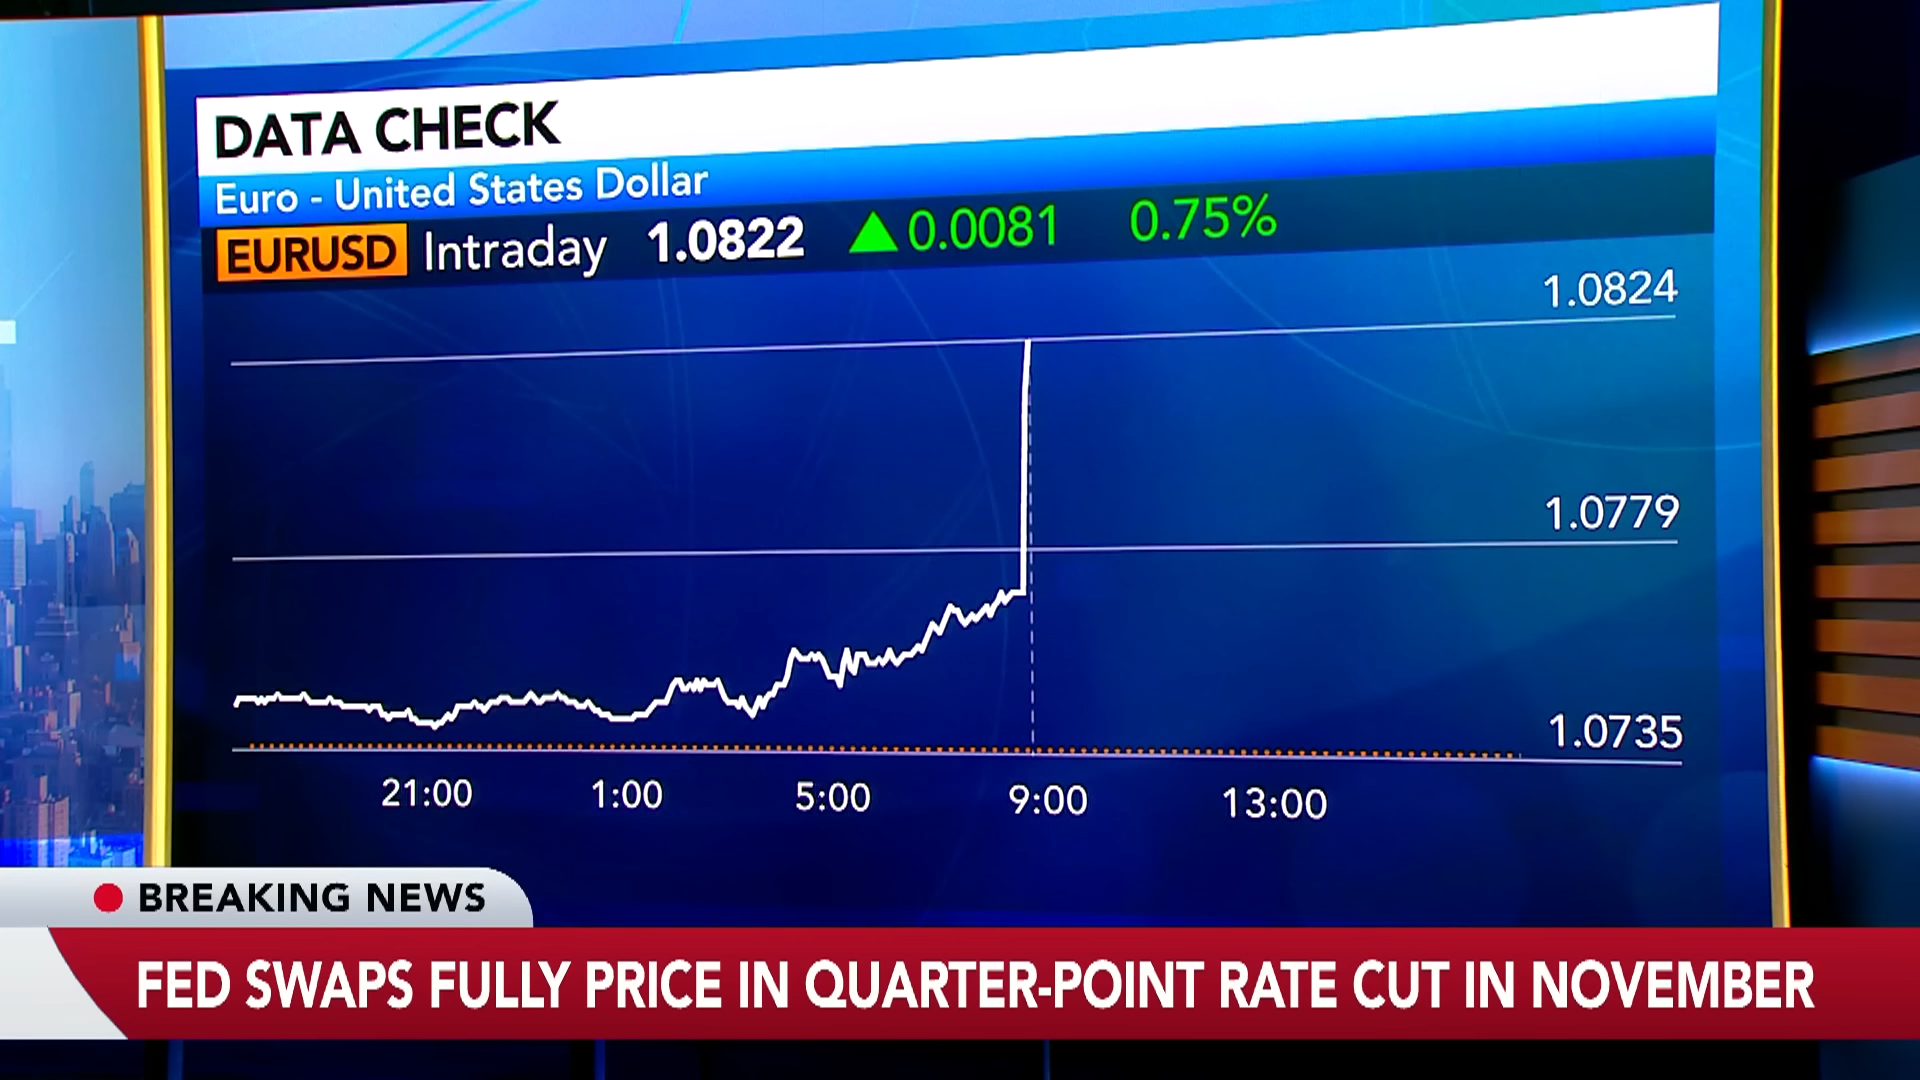 DATA CHECK
Euro - United States Dollar
EURUSD Intraday 1.0822 ▲0.0081 0.75%
1.0824
1.0779
1.0735
21:00 1:00 5:00 9:00 13:00
BREAKING NEWS
FED SWAPS FULLY PRICE IN QUARTER-POINT RATE CUT IN NOVEMBER